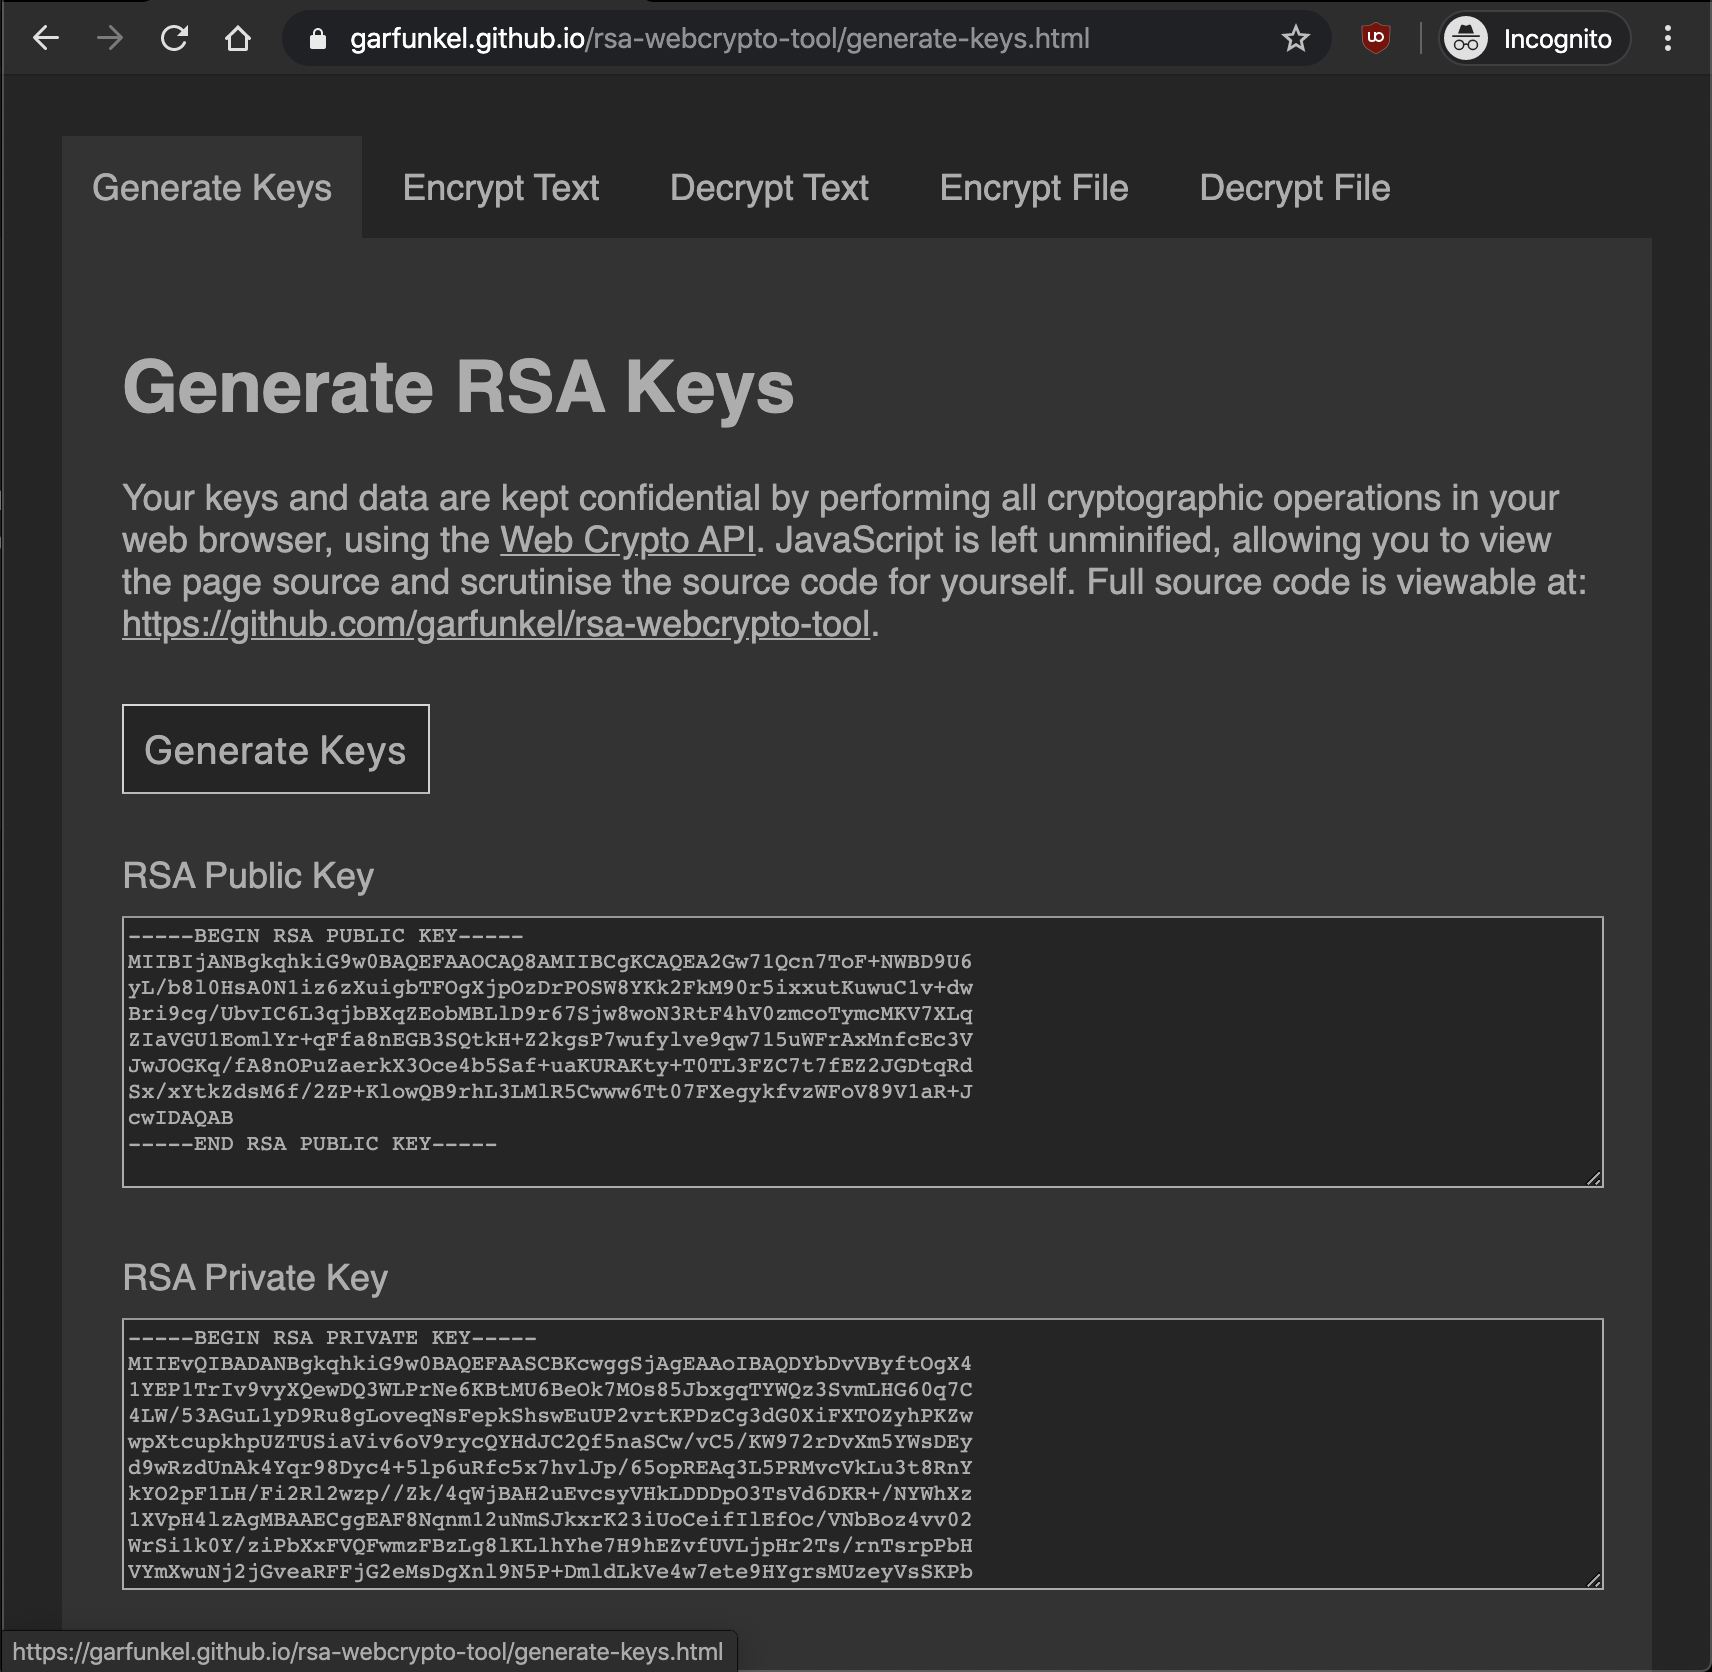 garfunkel.github.io/rsa-webcrypto-tool/generate-keys.html
Incognito
Generate Keys Encrypt Text Decrypt Text Encrypt File Decrypt File
Generate RSA Keys
Your keys and data are kept confidential by performing all cryptographic operations in your
web browser, using the Web Crypto API. JavaScript is left unminified, allowing you to view
the page source and scrutinise the source code for yourself. Full source code is viewable at:
https://github.com/garfunkel/rsa-webcrypto-tool.
Generate Keys
RSA Public Key
-----BEGIN RSA PUBLIC KEY-----
MIIBIjANBgkqhkiG9w0BAQEFAAOCAQ8AMIIBCgKCAQEA2Gw71Qcn7ToF+NWBD9U6
yL/b8l0HsA0N1iz6zXuigbTFOgXjpOzDrPOSW8YKk2FkM90r5ixxutKuwuC1v+dw
Bri9cg/UbvIC6L3qjbBXqZEobMBLlD9r67Sjw8woN3RtF4hV0zmcoTymcMKV7XLq
ZIaVGU1EomlYr+qFfa8nEGB3SQtkH+Z2kgsP7wufylve9qw715uWFrAxMnfcEc3V
JwJOGKq/fA8nOPuZaerkX3Oce4b5Saf+uaKURAKty+T0TL3FZC7t7fEZ2JGDtqRd
Sx/xYtkZdsM6f/2ZP+KlowQB9rhL3LMlR5Cwww6Tt07FXegykfvzWFoV89V1aR+J
cwIDAQAB
-----END RSA PUBLIC KEY-----
RSA Private Key
-----BEGIN RSA PRIVATE KEY-----
MIIEvQIBADANBgkqhkiG9w0BAQEFAASCBKcwggSjAgEAAoIBAQDYbDvVByftOgX4
1YEP1TrIv9vyXQewDQ3WLPrNe6KBtMU6BeOk7MOs85JbxgqTYWQz3SvmLHG60q7C
4LW/53AGuL1yD9Ru8gLoveqNsFepkShswEuUP2vrtKPDzCg3dG0XiFXTOZyhPKZw
wpXtcupkhpUZTUSiaViv6oV9rycQYHdJC2Qf5naSCw/vC5/KW972rDvXm5YWsDEy
d9wRzdUnAk4Yqr98Dyc4+5lp6uRfc5x7hvlJp/65opREAq3L5PRMvcVkLu3t8RnY
kYO2pF1LH/Fi2Rl2wzp//Zk/4qWjBAH2uEvcsyVHkLDDDpO3TsVd6DKR+/NYWhXz
1XVpH4lzAgMBAAECggEAF8Nqnm12uNmSJkxrK23iUoCeifIlEfOc/VNbBoz4vv02
WrSi1k0Y/ziPbXxFVQFwmzFBzLg8lKLlhYhe7H9hEZvfUVLjpHr2Ts/rnTsrpPbH
VYmXwuNj2jGveaRFFjG2eMsDgXnl9N5P+DmldLkVe4w7ete9HYgrsMUzeyVsSKPb
https://garfunkel.github.io/rsa-webcrypto-tool/generate-keys.html